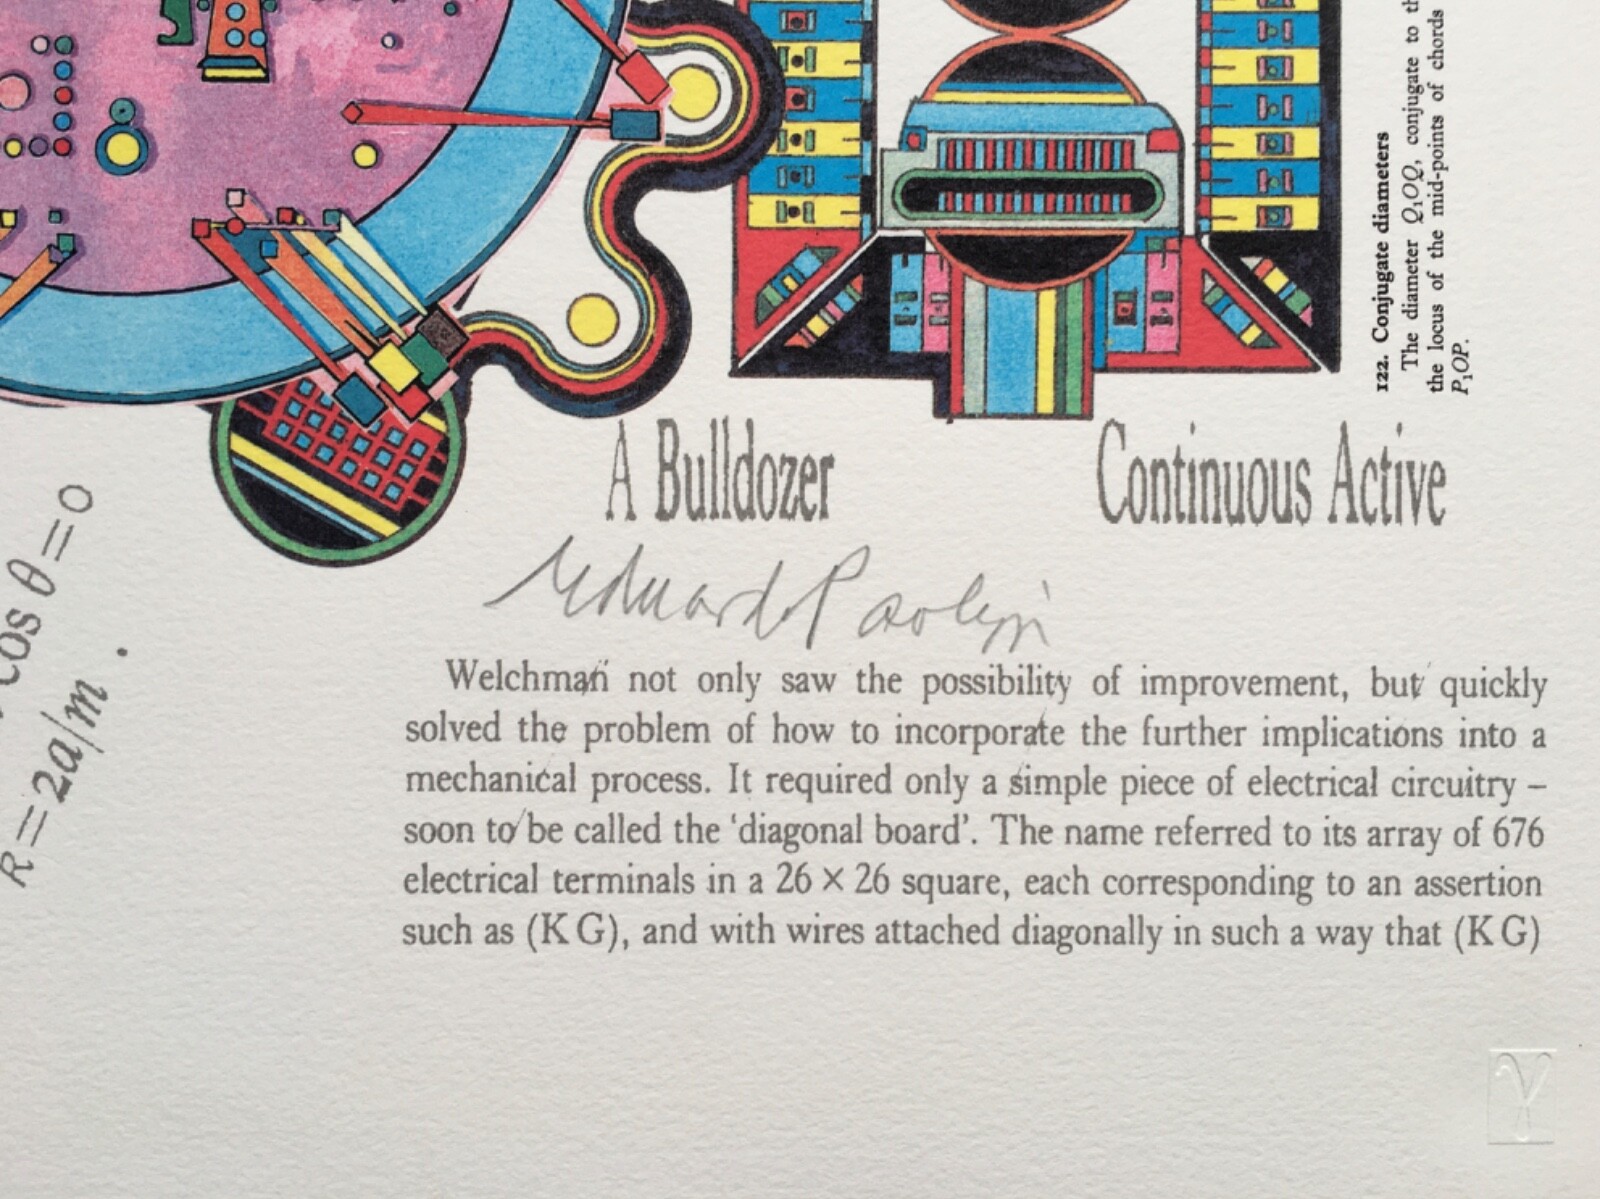 122. Conjugate diameters
The diameter Q₁OQ, conjugate to
the locus of the mid-points of chords
P₁OP.
A Bulldozer
Continuous Active
Eduardo Paolozzi
cos θ = 0
R = 2a/m.
Welchman not only saw the possibility of improvement, but quickly
solved the problem of how to incorporate the further implications into a
mechanical process. It required only a simple piece of electrical circuitry –
soon to be called the ‘diagonal board’. The name referred to its array of 676
electrical terminals in a 26 × 26 square, each corresponding to an assertion
such as (K G), and with wires attached diagonally in such a way that (K G)